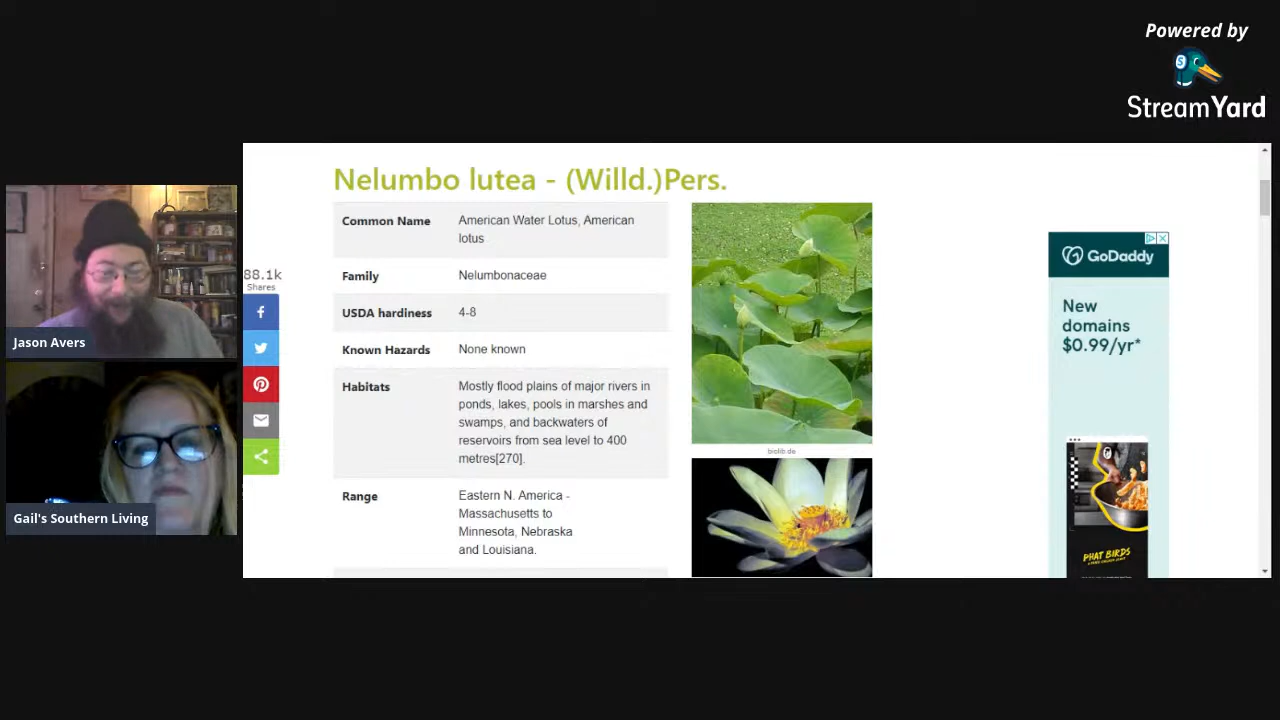 Powered by
StreamYard
Nelumbo lutea - (Willd.)Pers.
Common Name
American Water Lotus, American
lotus
Family
Nelumbonaceae
USDA hardiness
4-8
Known Hazards
None known
Habitats
Mostly flood plains of major rivers in
ponds, lakes, pools in marshes and
swamps, and backwaters of
reservoirs from sea level to 400
metres[270].
Range
Eastern N. America -
Massachusetts to
Minnesota, Nebraska
and Louisiana.
88.1k
Shares
Jason Avers
Gail's Southern Living
biolib.de
GoDaddy
New
domains
$0.99/yr*
PHAT BIRDS